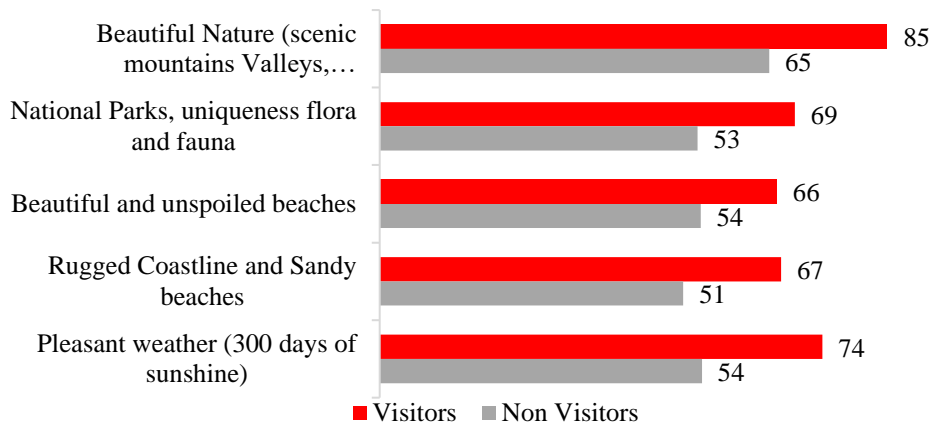 Beautiful Nature (scenic
mountains Valleys,…
85
65
National Parks, uniqueness flora
and fauna
69
53
Beautiful and unspoiled beaches
66
54
Rugged Coastline and Sandy
beaches
67
51
Pleasant weather (300 days of
sunshine)
74
54
Visitors
Non Visitors